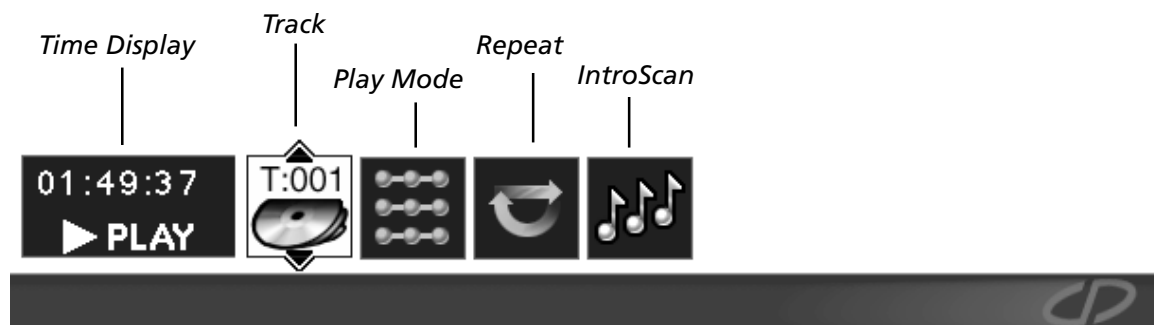 Time Display
Track
Play Mode
Repeat
IntroScan
01:49:37
PLAY
T:001